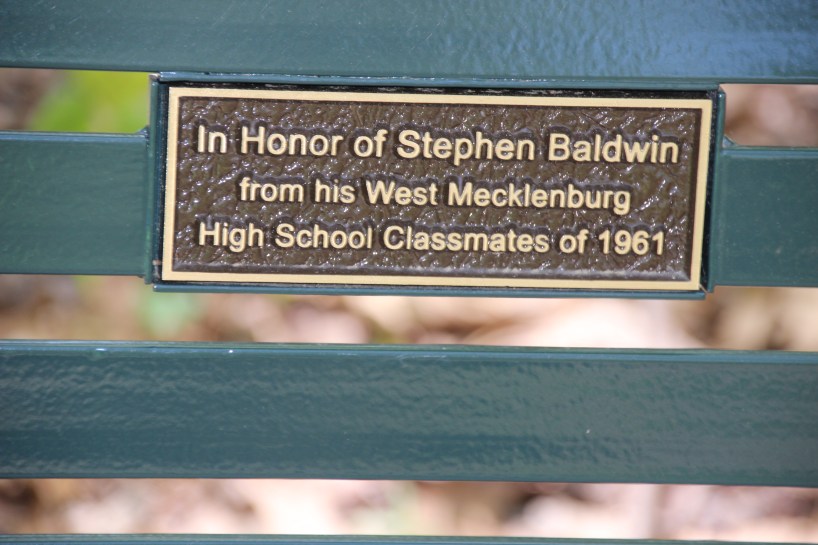 In Honor of Stephen Baldwin
from his West Mecklenburg
High School Classmates of 1961